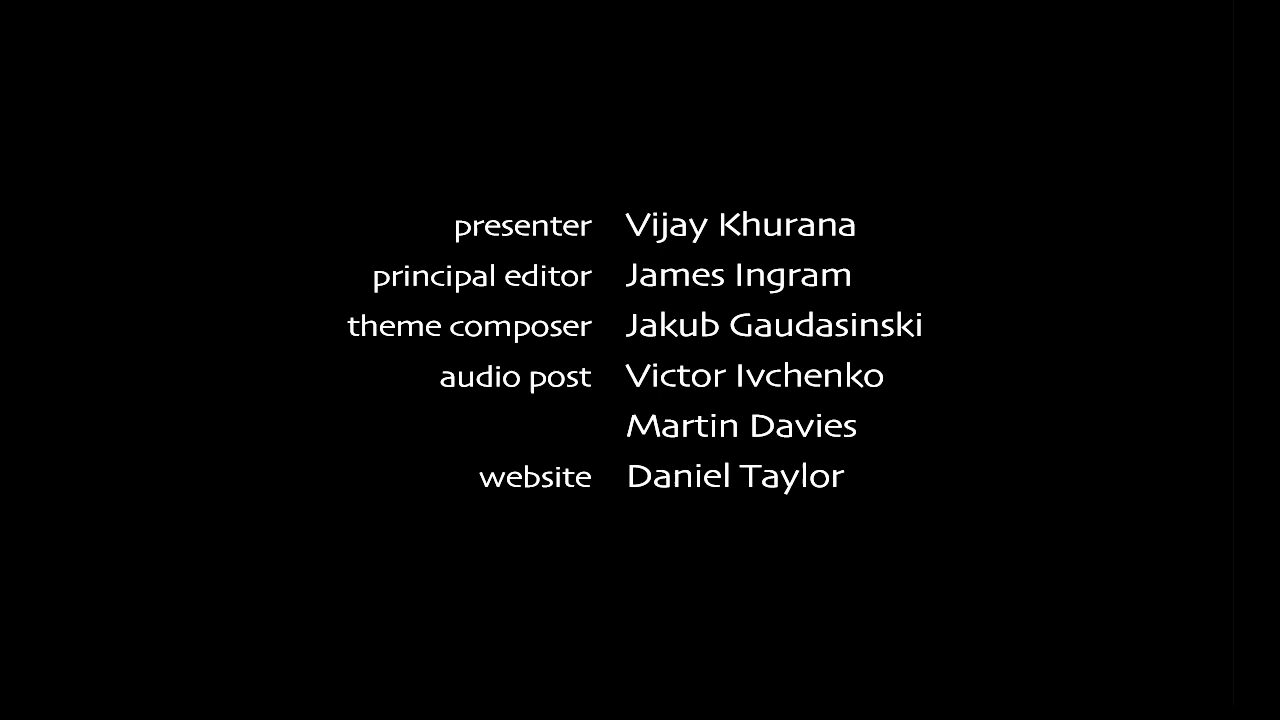 presenter Vijay Khurana
principal editor James Ingram
theme composer Jakub Gaudasinski
audio post Victor Ivchenko
Martin Davies
website Daniel Taylor